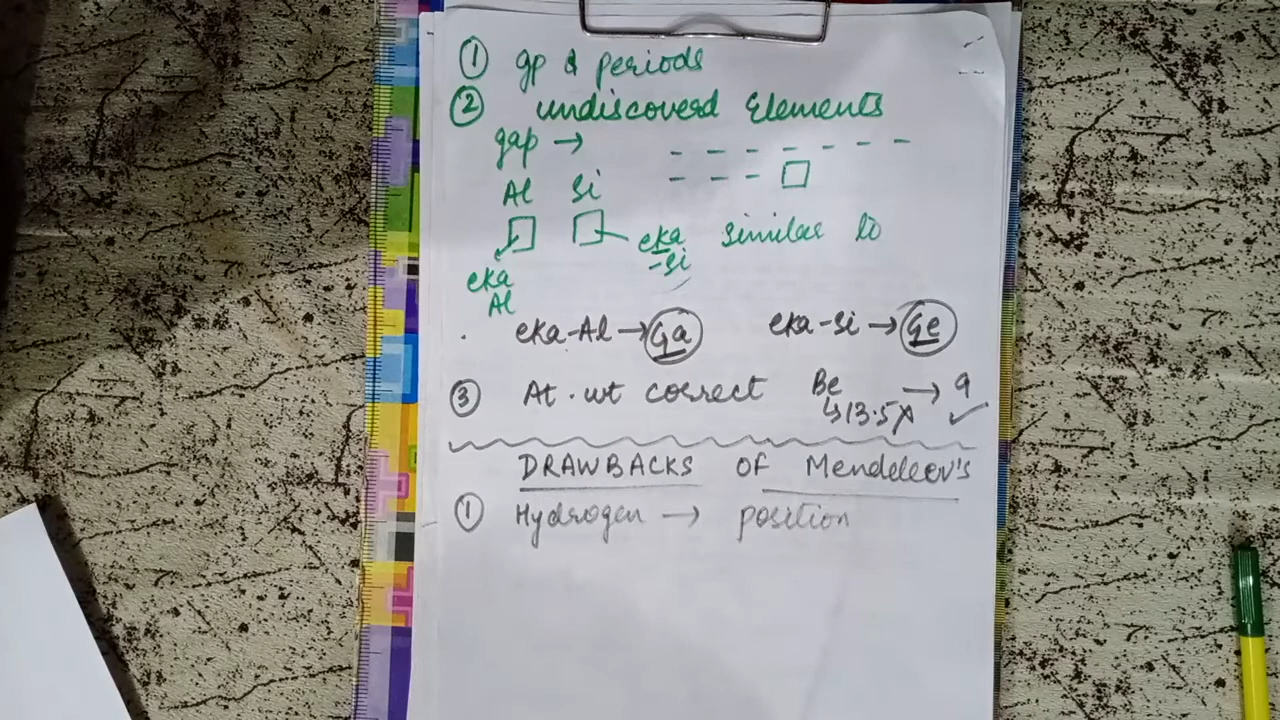 ① gp & periods
② undiscoverd Elements
gap →
Al Si
eka Al
eka -Si similar to
eka-Al → Ga eka-Si → Ge
③ At. wt correct Be → 9 ✓
↳ 13.5 X
DRAWBACKS OF Mendeleev's
① Hydrogen → position